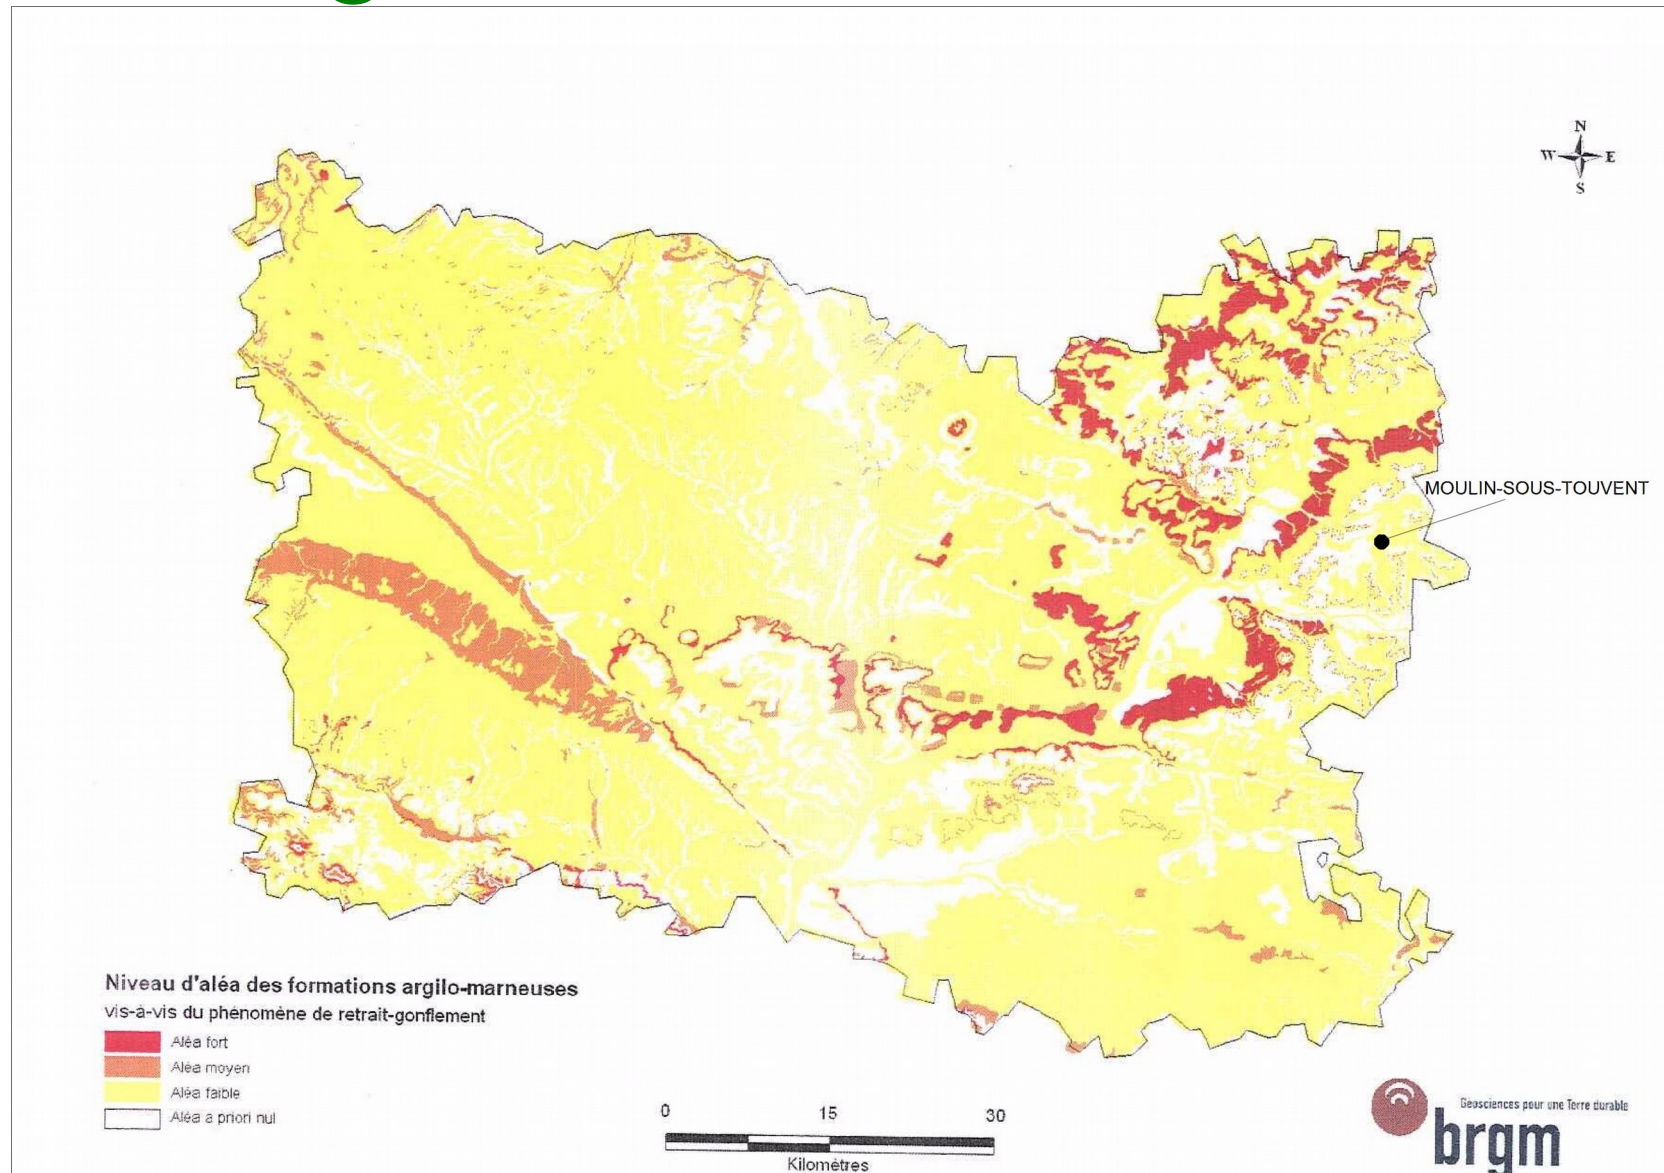 N
W E
S
MOULIN-SOUS-TOUVENT
Niveau d'aléa des formations argilo-marneuses
vis-à-vis du phénomène de retrait-gonflement
Aléa fort
Aléa moyen
Aléa faible
Aléa a priori nul
0 15 30
Kilomètres
Géosciences pour une Terre durable
brgm